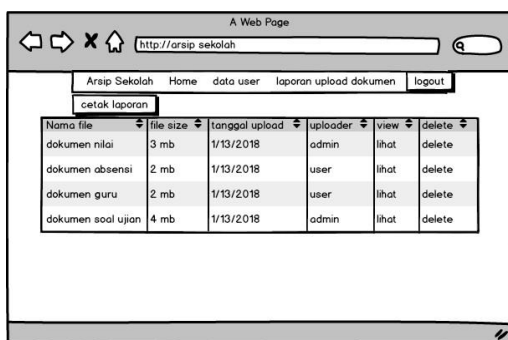 A Web Page
http://arsip sekolah
Arsip Sekolah Home data user laporan upload dokumen logout
cetak laporan
Nama file file size tanggal upload uploader view delete
dokumen nilai 3 mb 1/13/2018 admin lihat delete
dokumen absensi 2 mb 1/13/2018 user lihat delete
dokumen guru 2 mb 1/13/2018 user lihat delete
dokumen soal ujian 4 mb 1/13/2018 admin lihat delete